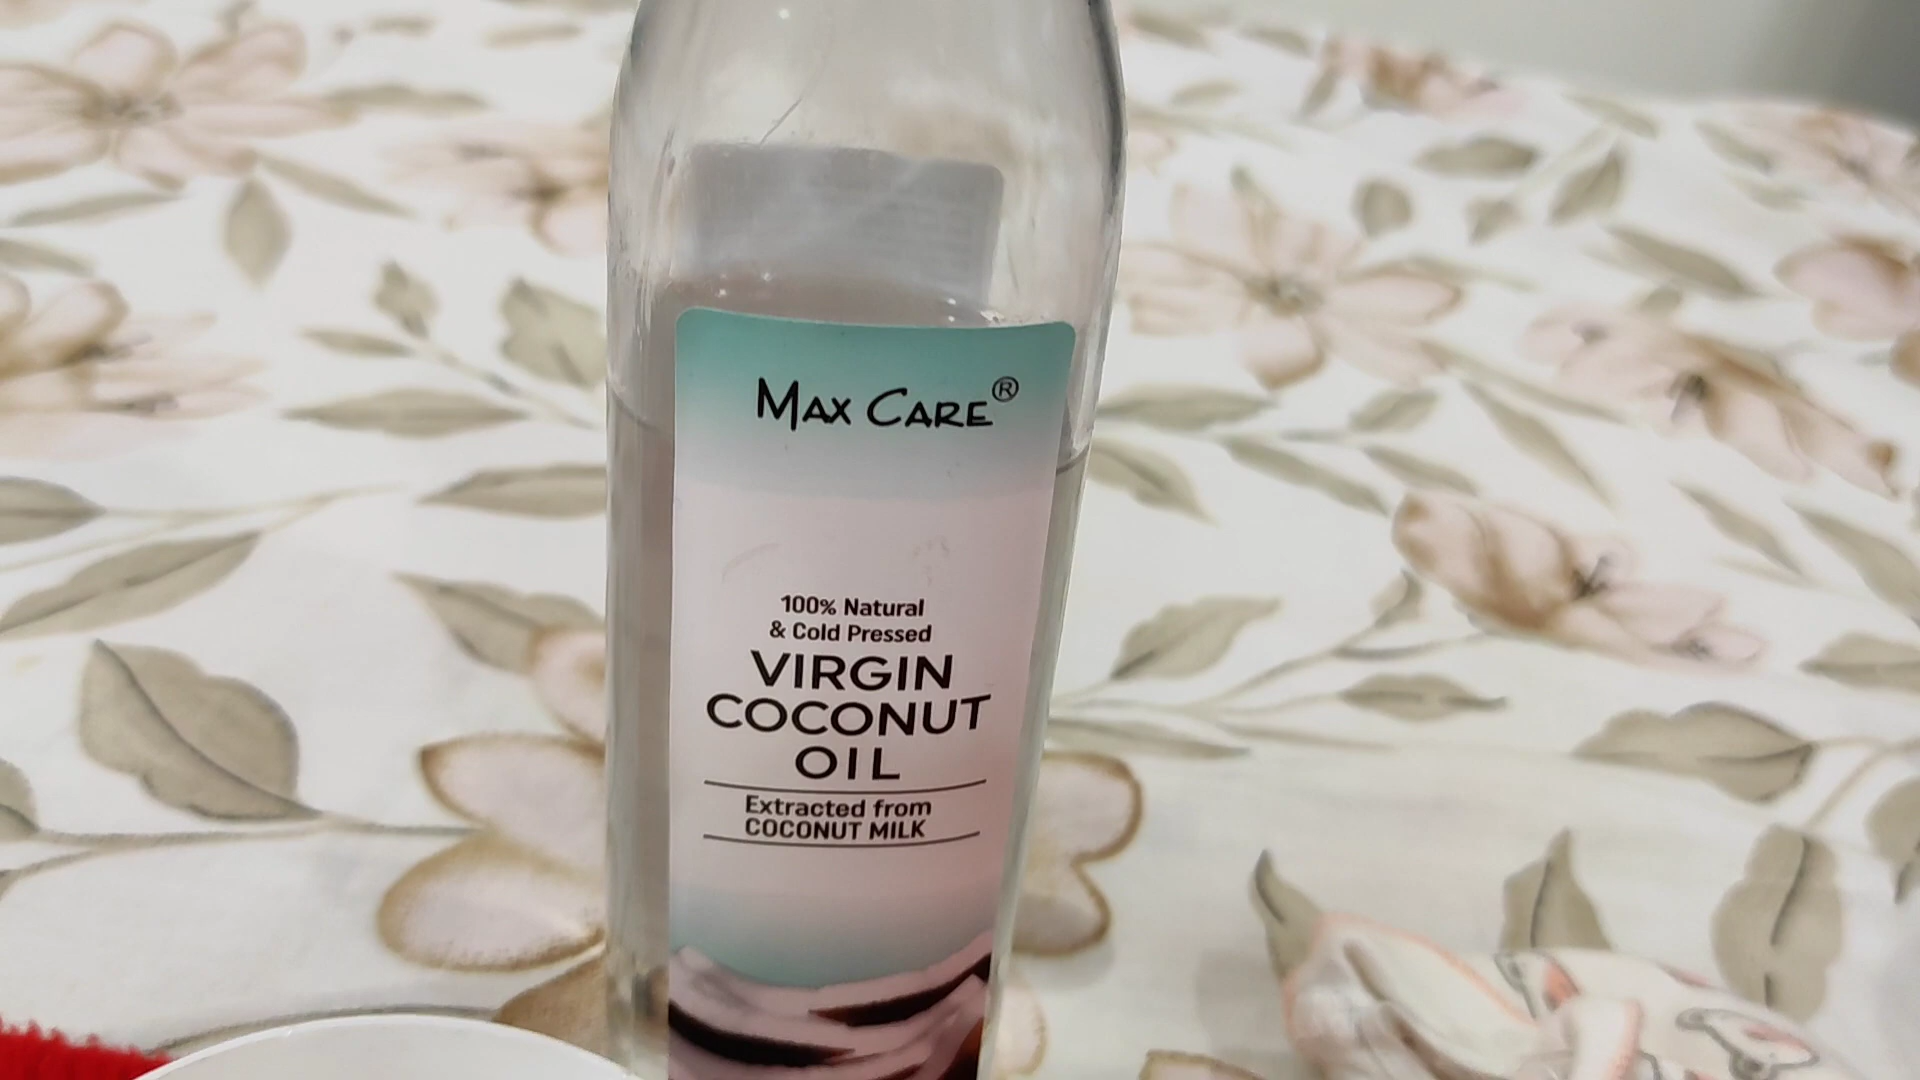 MAX CARE®
100% Natural
& Cold Pressed
VIRGIN
COCONUT
OIL
Extracted from
COCONUT MILK